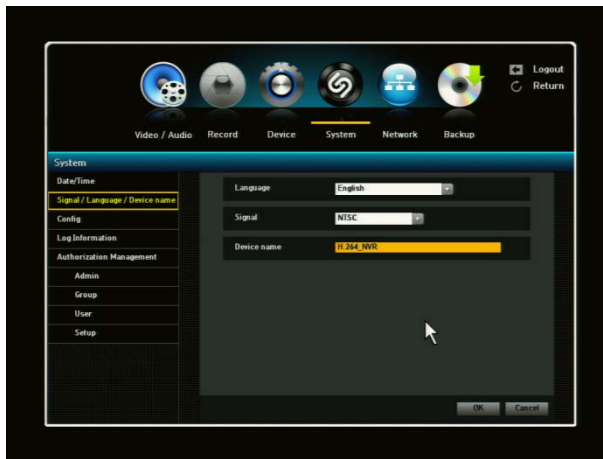 Logout
Return
Video / Audio Record Device System Network Backup
System
Date/Time
Signal / Language / Device name
Config
Log Information
Authorization Management
Admin
Group
User
Setup
Language English
Signal NTSC
Device name H.264_NVR
OK Cancel